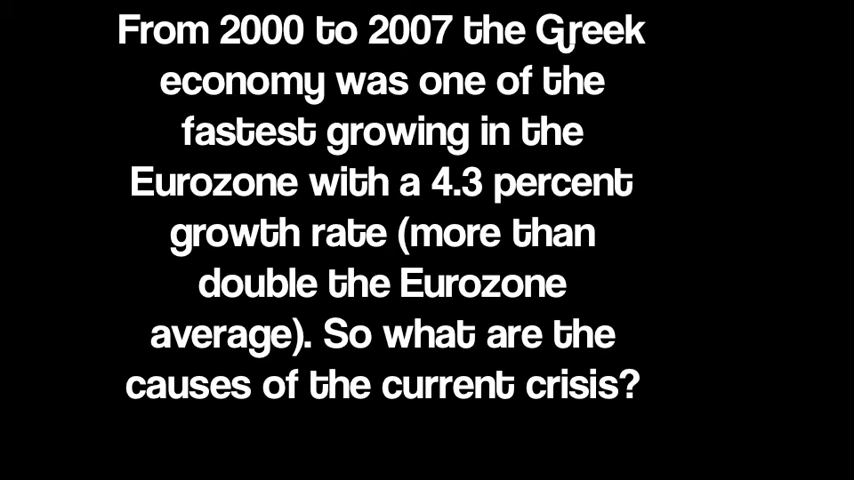 From 2000 to 2007 the Greek
economy was one of the
fastest growing in the
Eurozone with a 4.3 percent
growth rate (more than
double the Eurozone
average). So what are the
causes of the current crisis?